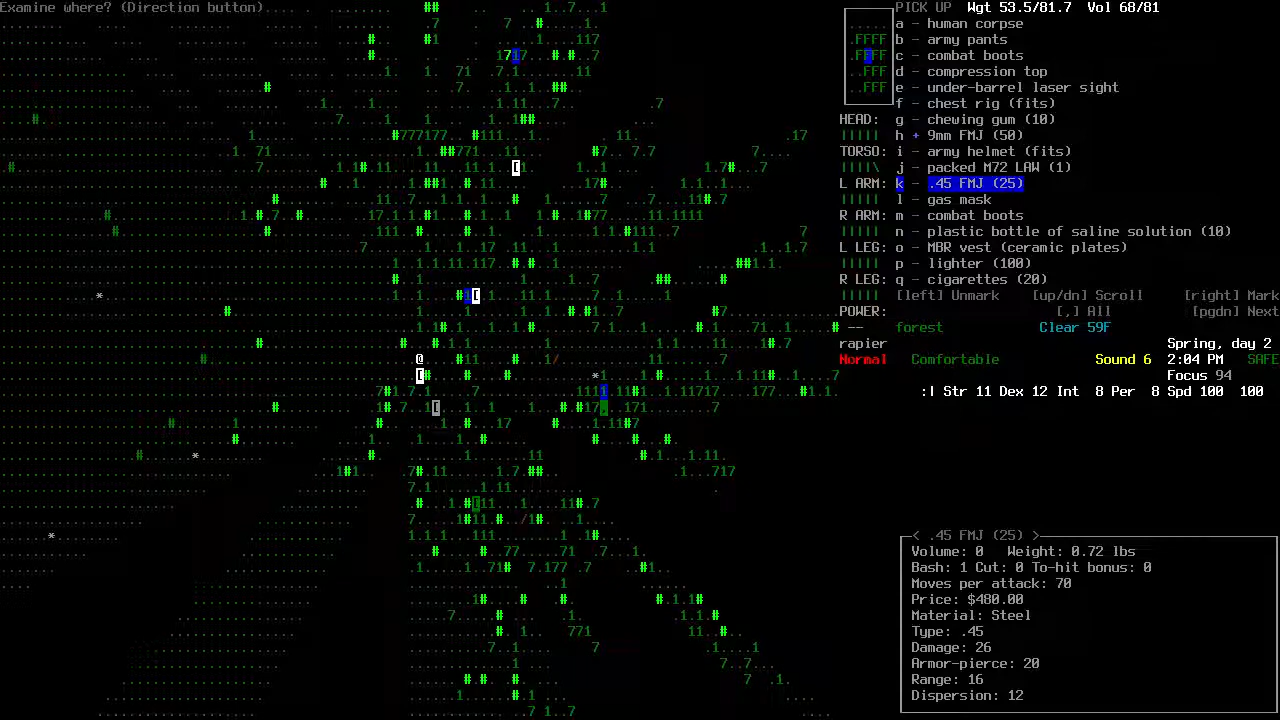 Examine where? (Direction button)
PICK UP Wgt 53.5/81.7 Vol 68/81
a - human corpse
b - army pants
c - combat boots
d - compression top
e - under-barrel laser sight
f - chest rig (fits)
HEAD: g - chewing gum (10)
h + 9mm FMJ (50)
TORSO: i - army helmet (fits)
j - packed M72 LAW (1)
L ARM: k - .45 FMJ (25)
l - gas mask
R ARM: m - combat boots
n - plastic bottle of saline solution (10)
L LEG: o - MBR vest (ceramic plates)
p - lighter (100)
R LEG: q - cigarettes (20)
[left] Unmark [up/dn] Scroll [right] Mark
POWER: [,] All [pgdn] Next
-- forest Clear 59F
rapier Spring, day 2
Normal Comfortable Sound 6 2:04 PM SAFE
Focus 94
:| Str 11 Dex 12 Int 8 Per 8 Spd 100 100
< .45 FMJ (25) >
Volume: 0 Weight: 0.72 lbs
Bash: 1 Cut: 0 To-hit bonus: 0
Moves per attack: 70
Price: $480.00
Material: Steel
Type: .45
Damage: 26
Armor-pierce: 20
Range: 16
Dispersion: 12